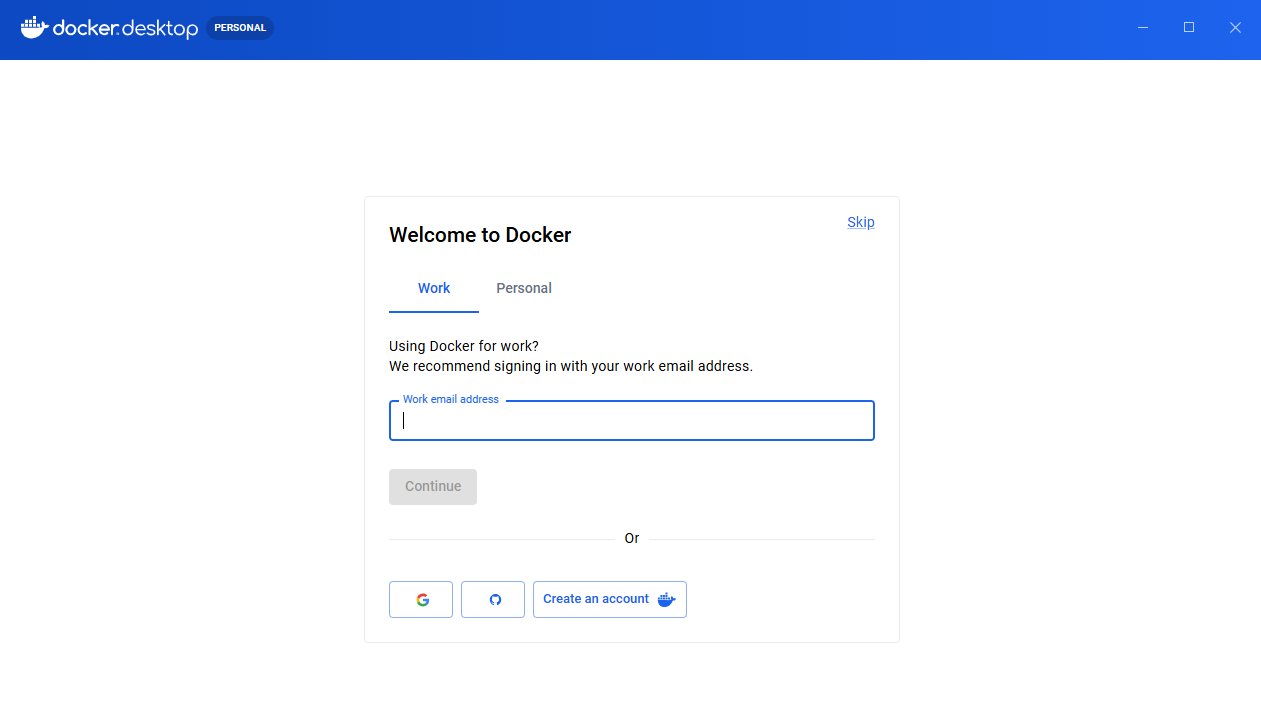 docker desktop PERSONAL
Skip
Welcome to Docker
Work Personal
Using Docker for work?
We recommend signing in with your work email address.
Work email address
Continue
Or
Create an account